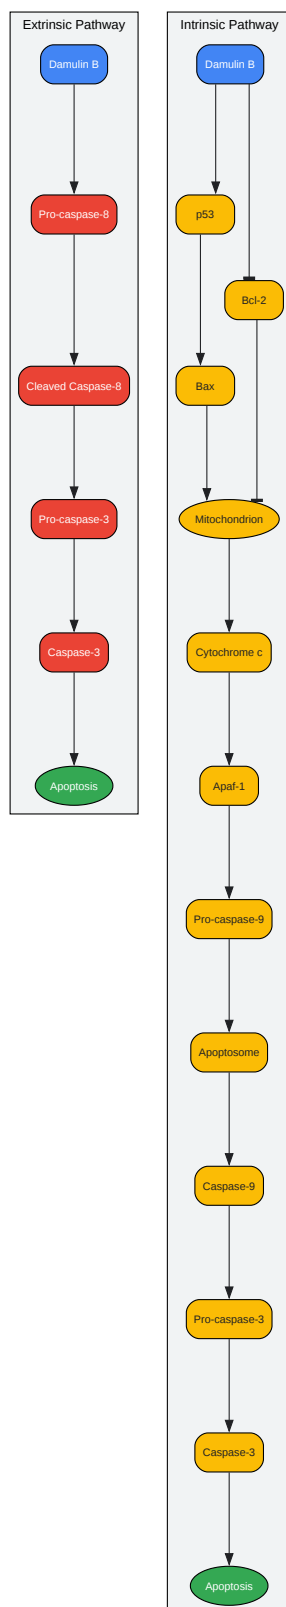 Extrinsic Pathway
Damulin B
Pro-caspase-8
Cleaved Caspase-8
Pro-caspase-3
Caspase-3
Apoptosis
Intrinsic Pathway
Damulin B
p53
Bcl-2
Bax
Mitochondrion
Cytochrome c
Apaf-1
Pro-caspase-9
Apoptosome
Caspase-9
Pro-caspase-3
Caspase-3
Apoptosis